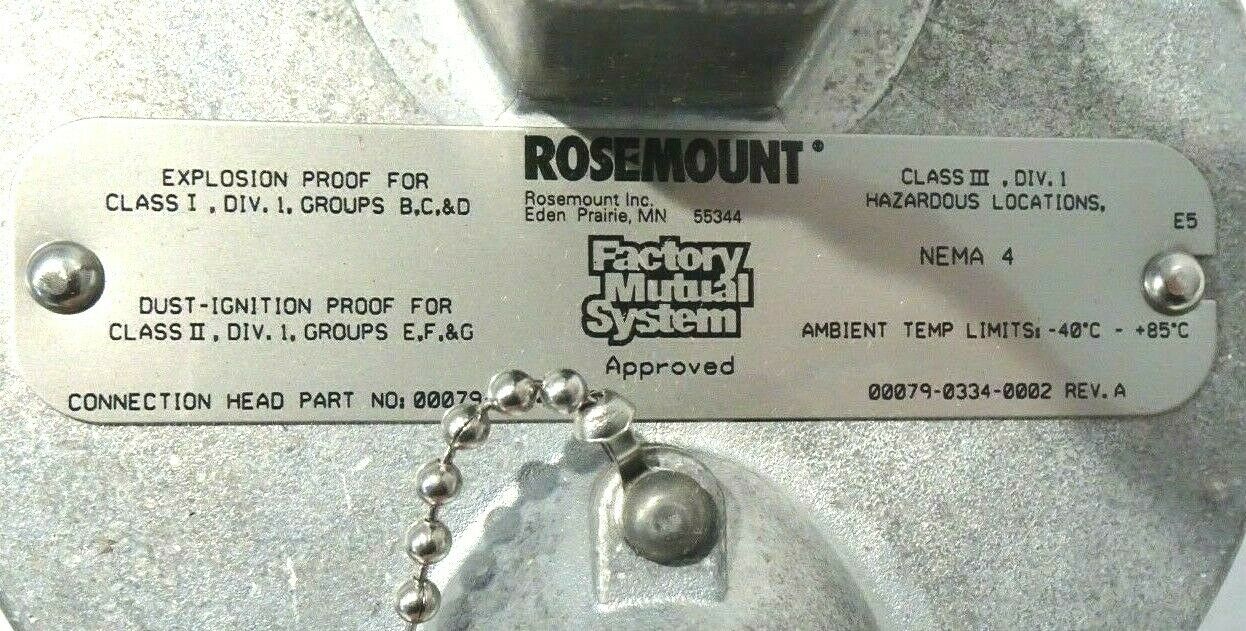 EXPLOSION PROOF FOR
CLASS I , DIV. 1, GROUPS B,C,&D
DUST-IGNITION PROOF FOR
CLASS II , DIV. 1, GROUPS E,F,&G
CONNECTION HEAD PART NO: 00079-
ROSEMOUNT®
Rosemount Inc.
Eden Prairie, MN 55344
Factory
Mutual
System
Approved
CLASS III , DIV. 1
HAZARDOUS LOCATIONS,
E5
NEMA 4
AMBIENT TEMP LIMITS: -40°C - +85°C
00079-0334-0002 REV. A